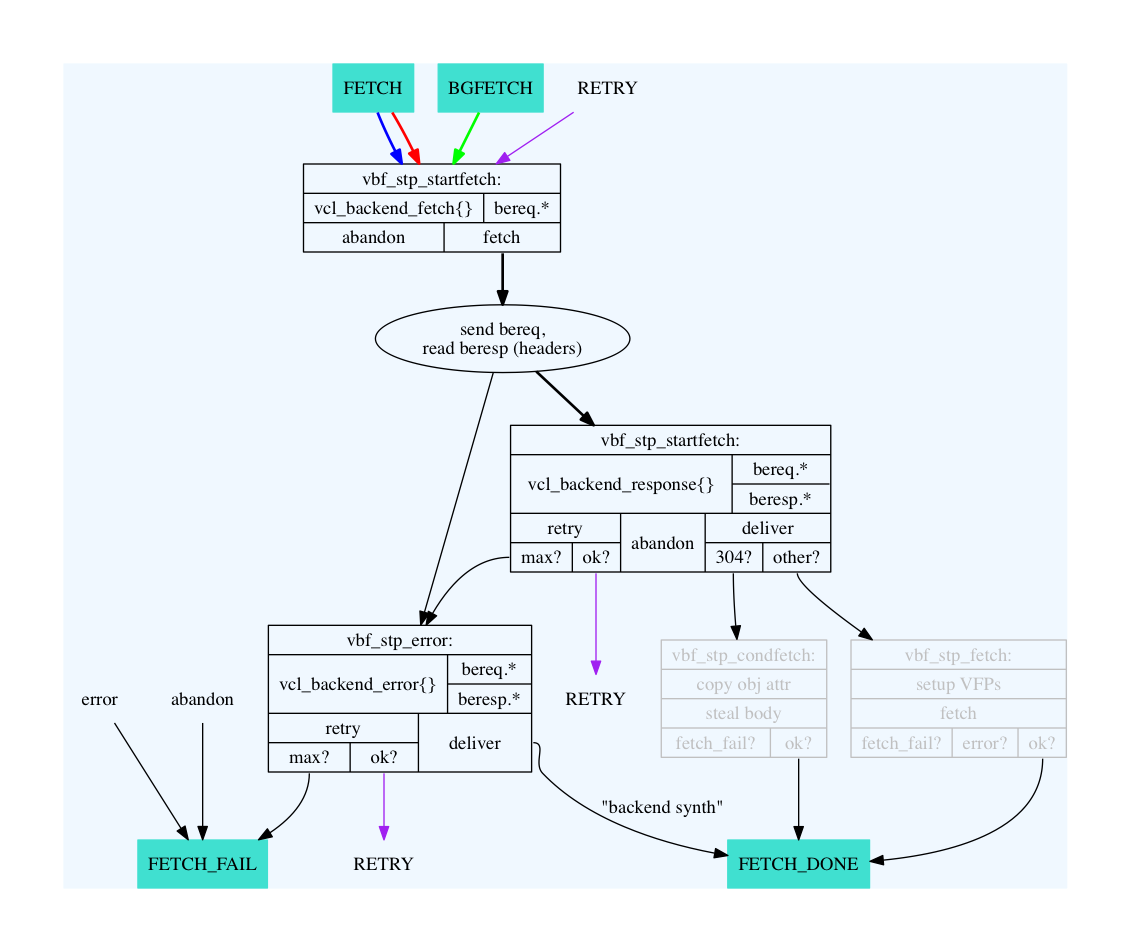 FETCH
BGFETCH
RETRY
vbf_stp_startfetch:
vcl_backend_fetch{}
bereq.*
abandon
fetch
send bereq,
read beresp (headers)
vbf_stp_startfetch:
vcl_backend_response{}
bereq.*
beresp.*
retry
abandon
deliver
max?
ok?
304?
other?
vbf_stp_error:
vcl_backend_error{}
bereq.*
beresp.*
retry
deliver
max?
ok?
error
abandon
RETRY
vbf_stp_condfetch:
copy obj attr
steal body
fetch_fail?
ok?
vbf_stp_fetch:
setup VFPs
fetch
fetch_fail?
error?
ok?
"backend synth"
FETCH_FAIL
RETRY
FETCH_DONE